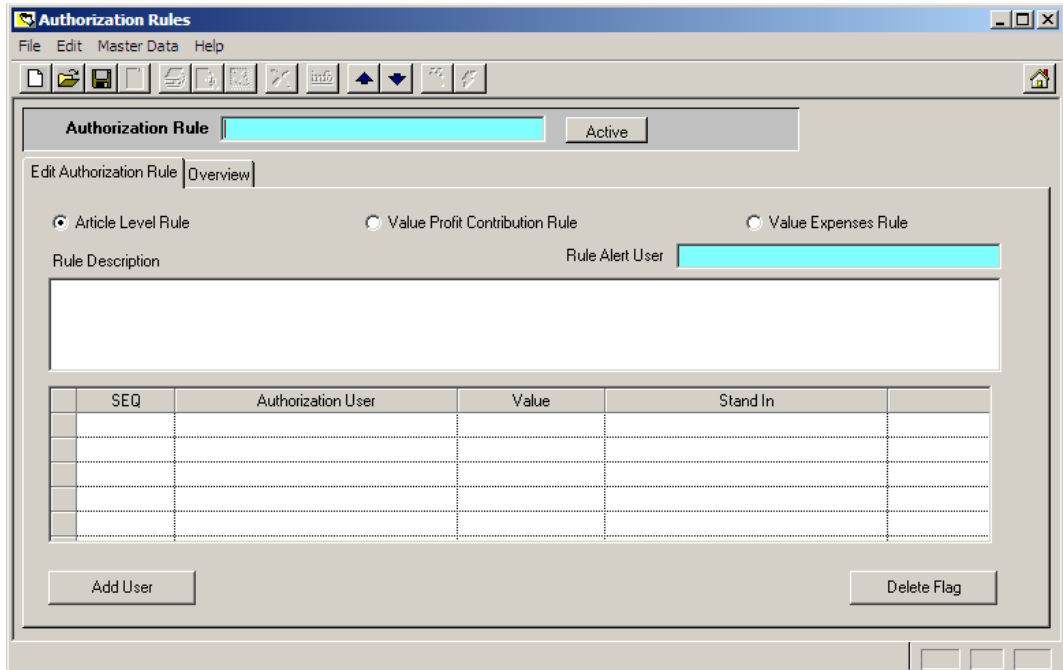 Authorization Rules
File Edit Master Data Help
info
Authorization Rule Active
Edit Authorization Rule Overview
Article Level Rule Value Profit Contribution Rule Value Expenses Rule
Rule Description Rule Alert User
SEQ Authorization User Value Stand In
Add User Delete Flag